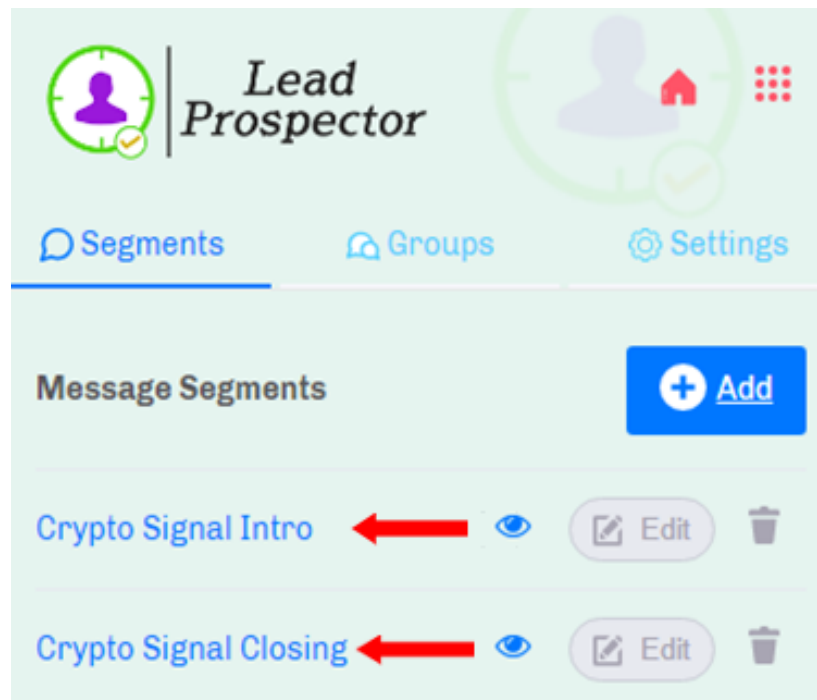 Lead
Prospector
Segments Groups Settings
Message Segments Add
Crypto Signal Intro Edit
Crypto Signal Closing Edit